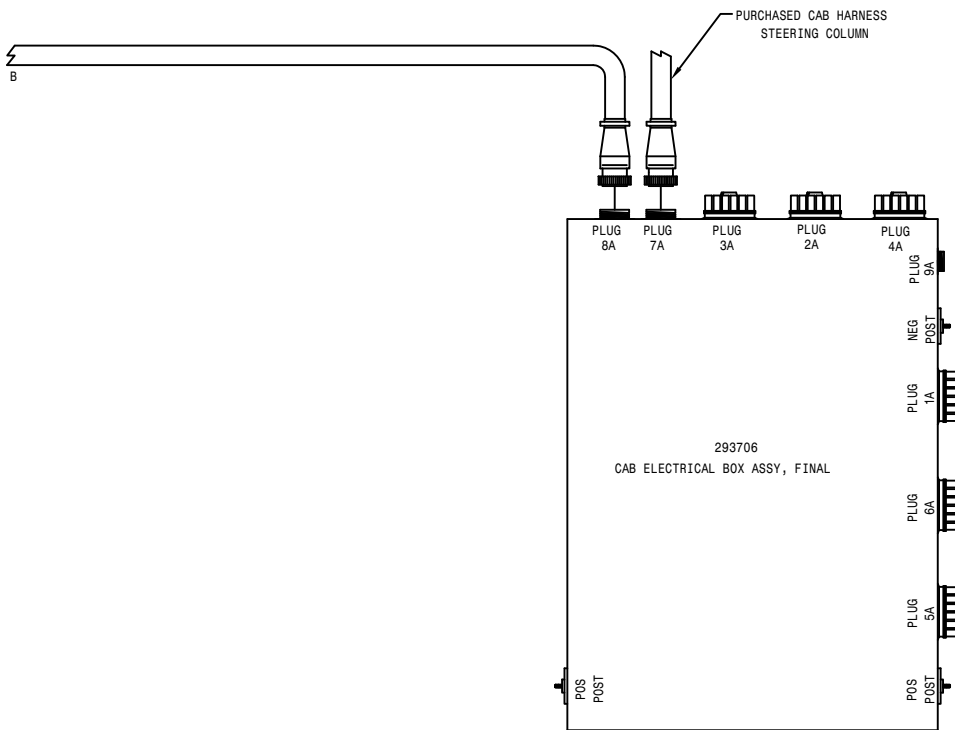 PURCHASED CAB HARNESS
STEERING COLUMN
B
PLUG
8A
PLUG
7A
PLUG
3A
PLUG
2A
PLUG
4A
PLUG
9A
NEG
POST
PLUG
1A
293706
CAB ELECTRICAL BOX ASSY, FINAL
PLUG
6A
PLUG
5A
POS
POST
POS
POST